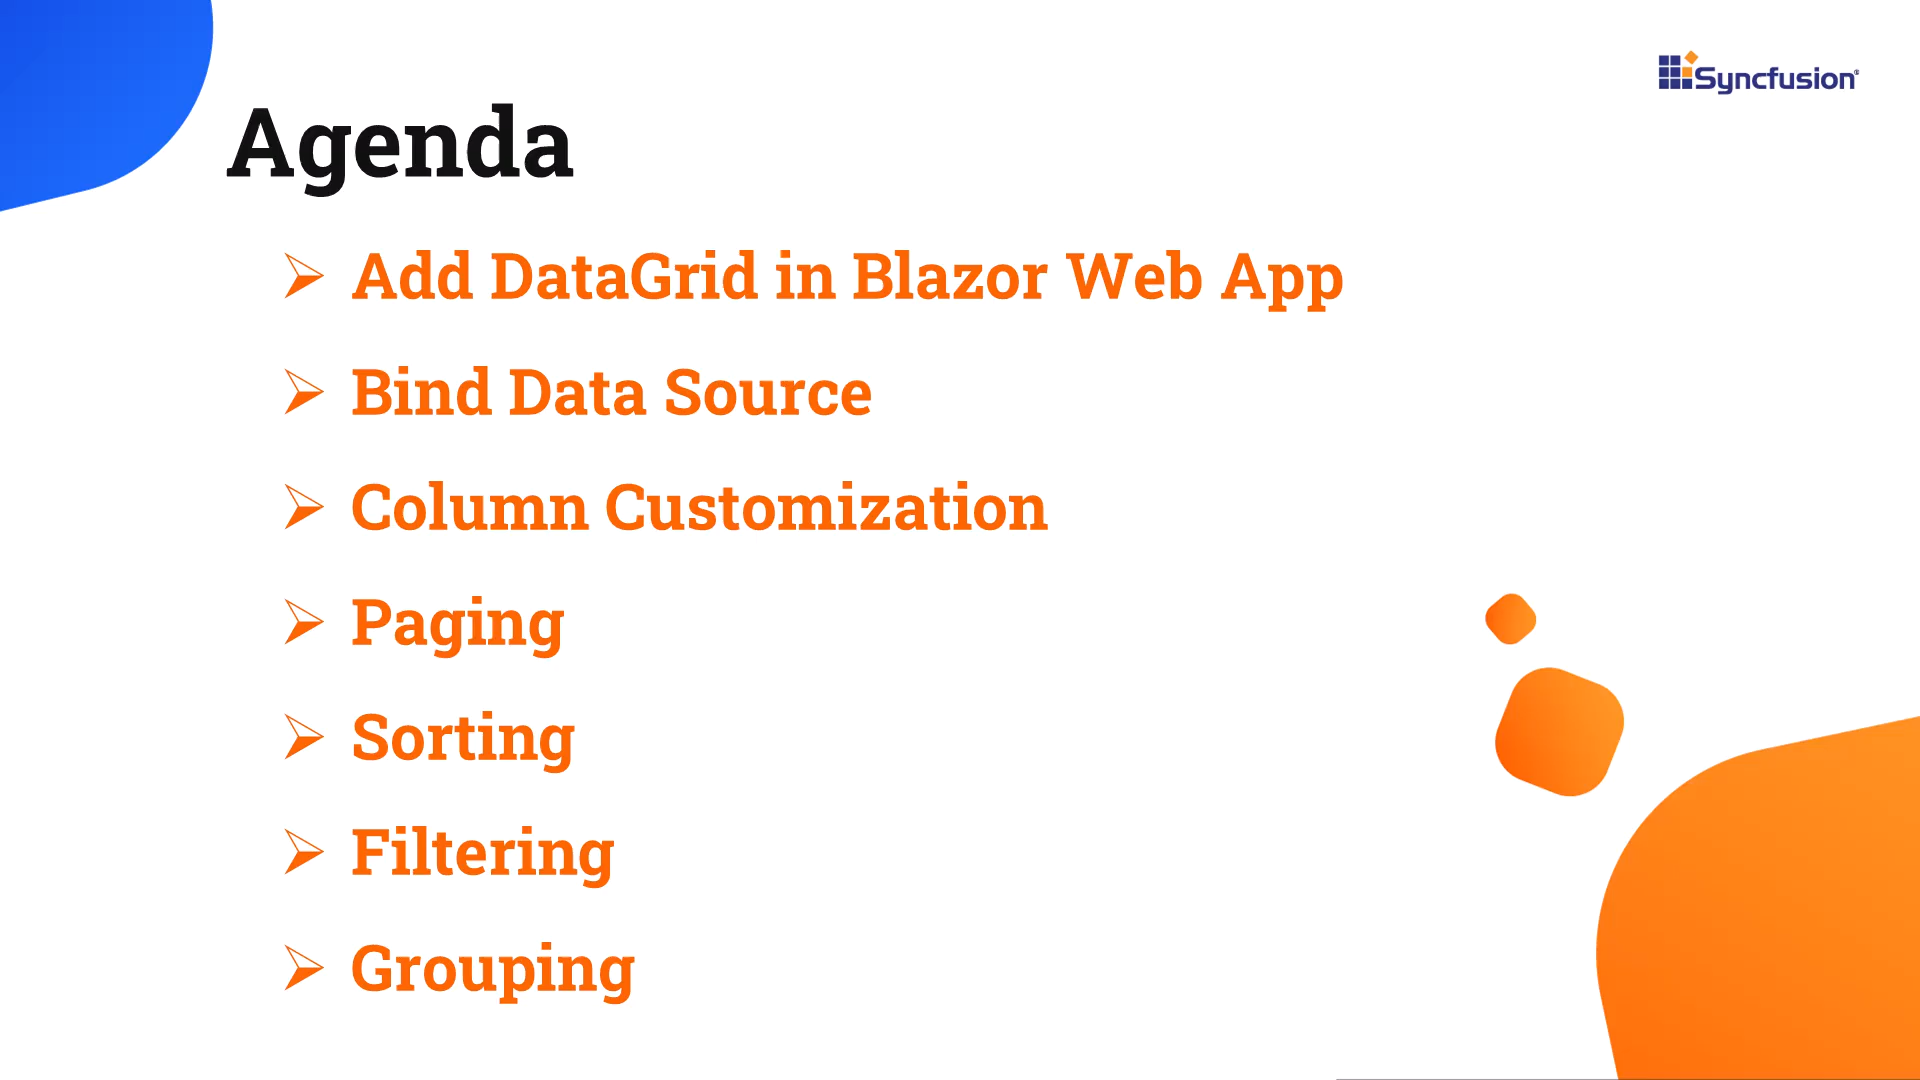 Syncfusion®
Agenda
Add DataGrid in Blazor Web App
Bind Data Source
Column Customization
Paging
Sorting
Filtering
Grouping